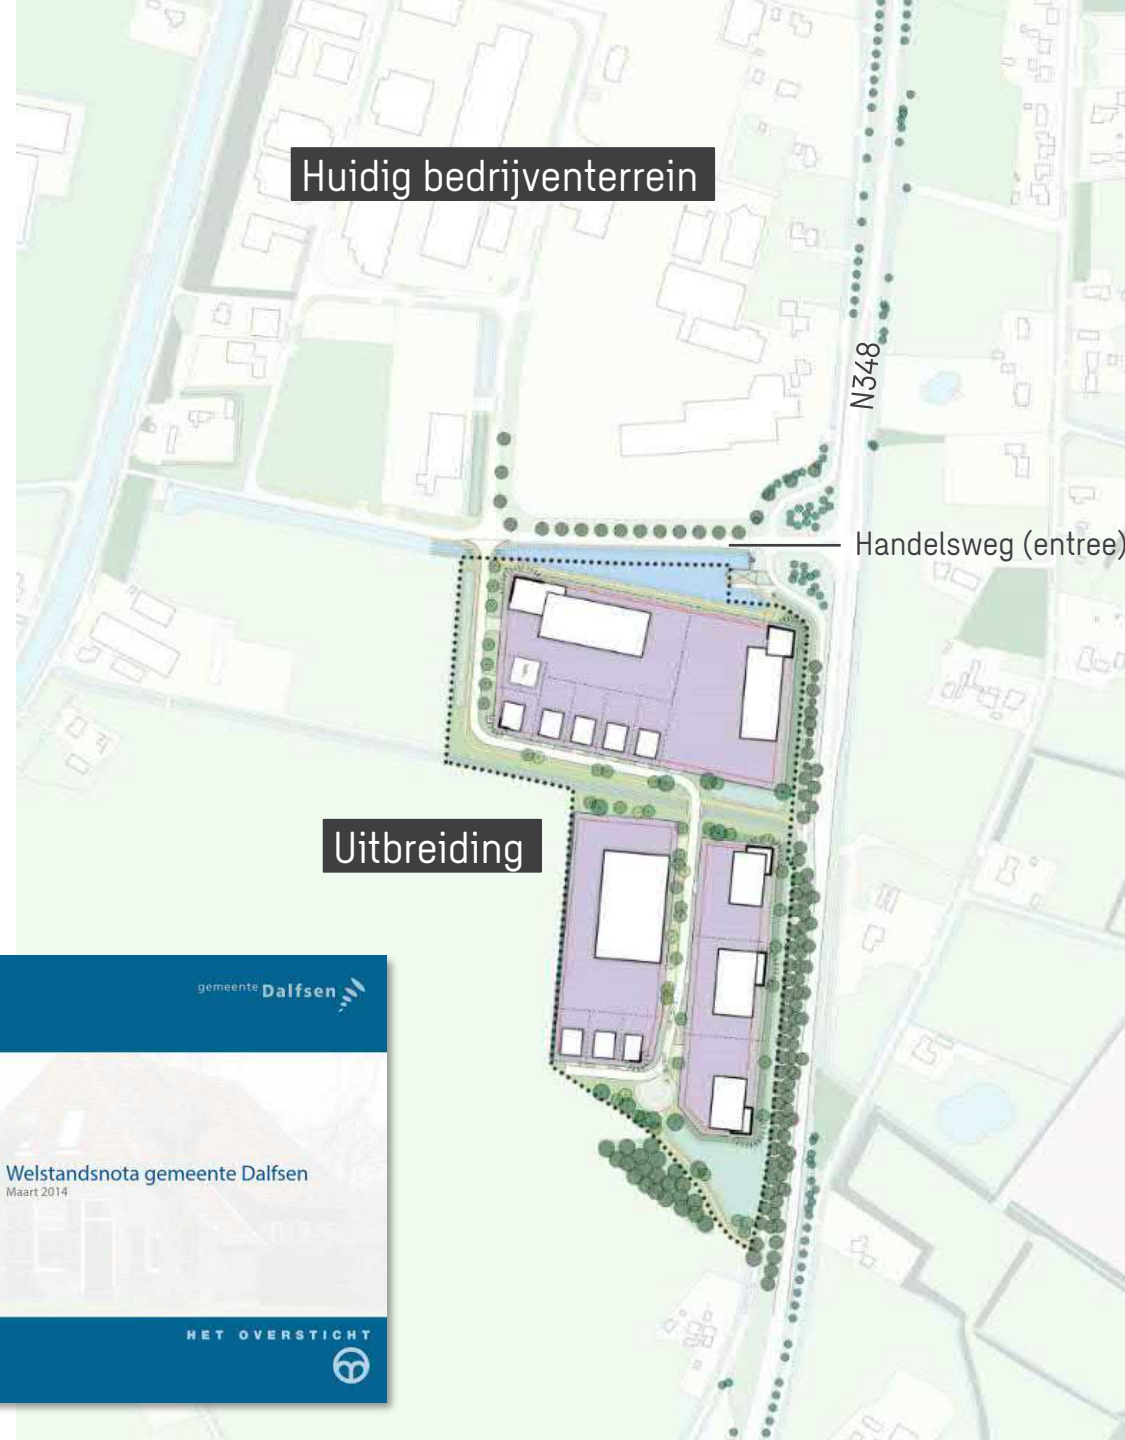 Huidig bedrijventerrein
N348
Handelsweg (entree)
Uitbreiding
gemeente Dalfsen
Welstandsnota gemeente Dalfsen
Maart 2014
HET OVERSTICHT